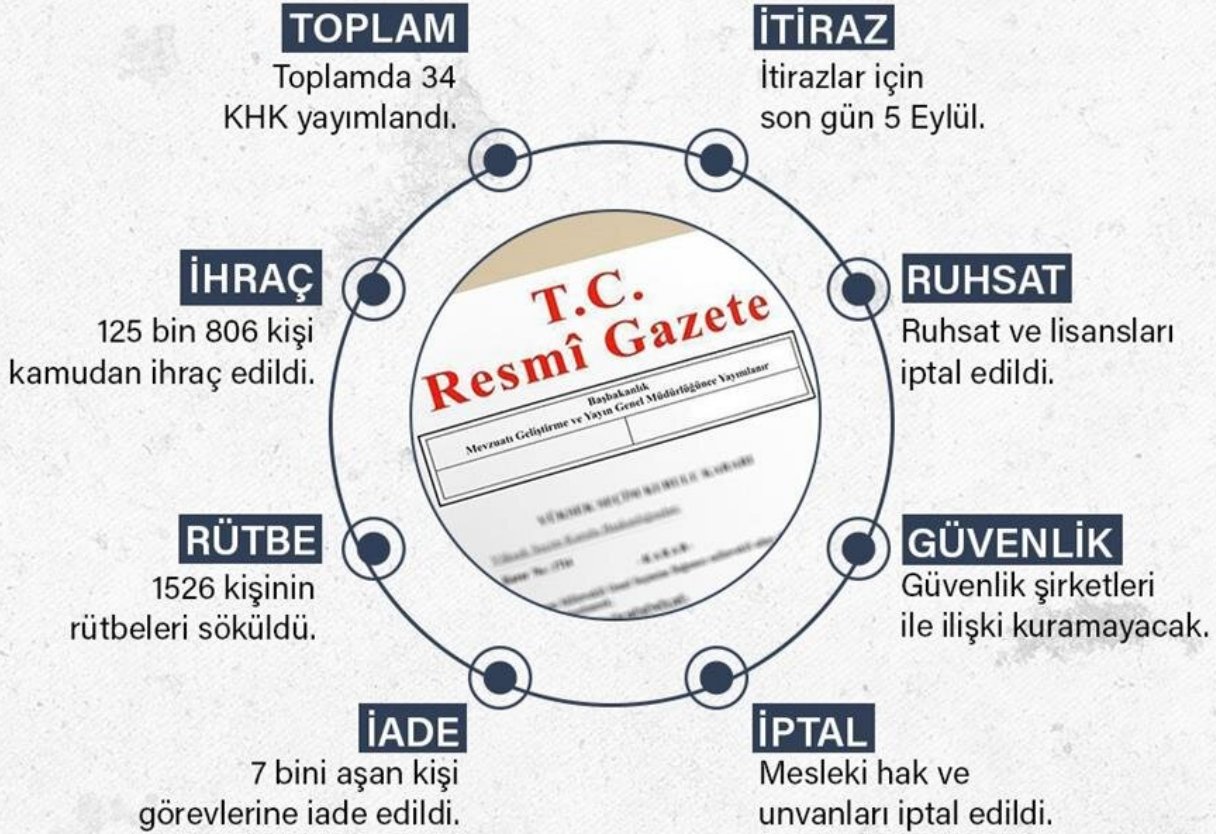 TOPLAM
Toplamda 34
KHK yayımlandı.
İTİRAZ
İtirazlar için
son gün 5 Eylül.
İHRAÇ
125 bin 806 kişi
kamudan ihraç edildi.
RUHSAT
Ruhsat ve lisansları
iptal edildi.
T.C.
Resmî Gazete
Başbakanlık
Mevzuatı Geliştirme ve Yayın Genel Müdürlüğünce Yayımlanır
RÜTBE
1526 kişinin
rütbeleri söküldü.
GÜVENLİK
Güvenlik şirketleri
ile ilişki kuramayacak.
İADE
7 bini aşan kişi
görevlerine iade edildi.
İPTAL
Mesleki hak ve
unvanları iptal edildi.